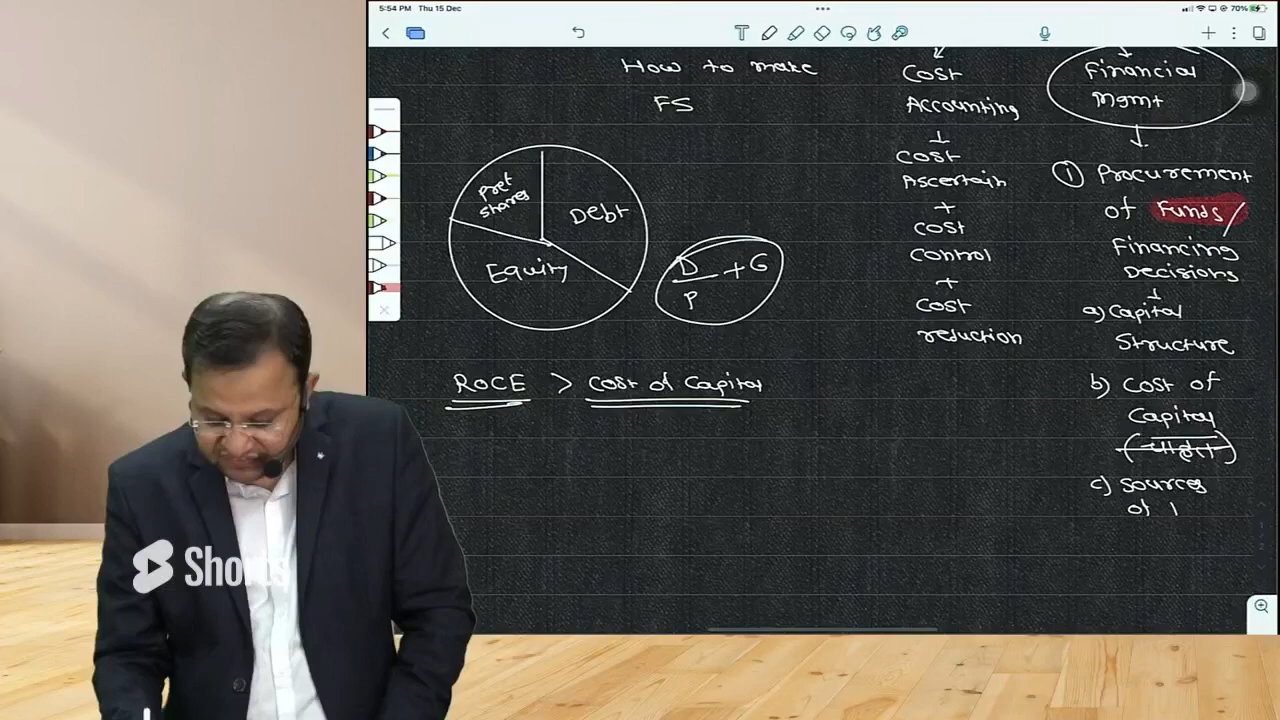 5:54 PM Thu 15 Dec
70%
How to make
FS
Pref
shares
Debt
Equity
D
P
+ G
ROCE > Cost of Capital
Cost
Accounting
↓
Cost
Ascertain
+
Cost
Control
+
Cost
reduction
Financial
Mgmt
↓
① Procurement
of Funds/
Financing
Decisions
↓
a) Capital
Structure
b) Cost of
Capital
c) Sources
of
Shorts